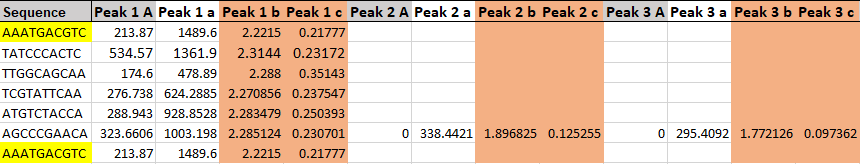 Sequence Peak 1 A Peak 1 a Peak 1 b Peak 1 c Peak 2 A Peak 2 a Peak 2 b Peak 2 c Peak 3 A Peak 3 a Peak 3 b Peak 3 c
AAATGACGTC 213.87 1489.6 2.2215 0.21777
TATCCCACTC 534.57 1361.9 2.3144 0.23172
TTGGCAGCAA 174.6 478.89 2.288 0.35143
TCGTATTCAA 276.738 624.2885 2.270856 0.237547
ATGTCTACCA 288.943 928.8528 2.283479 0.250393
AGCCCGAACA 323.6606 1003.198 2.285124 0.230701 0 338.4421 1.896825 0.125255 0 295.4092 1.772126 0.097362
AAATGACGTC 213.87 1489.6 2.2215 0.21777